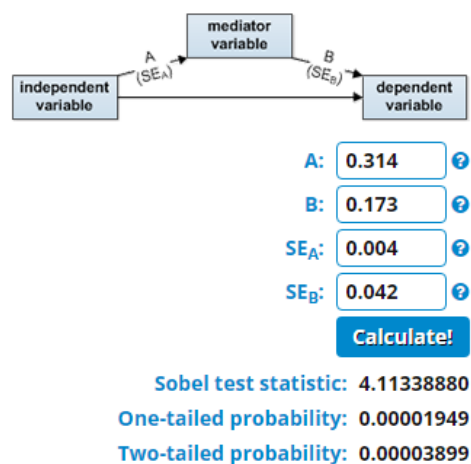 mediator
variable
A
(SEA)
B
(SEB)
independent
variable
dependent
variable
A: 0.314 ?
B: 0.173 ?
SEA: 0.004 ?
SEB: 0.042 ?
Calculate!
Sobel test statistic: 4.11338880
One-tailed probability: 0.00001949
Two-tailed probability: 0.00003899